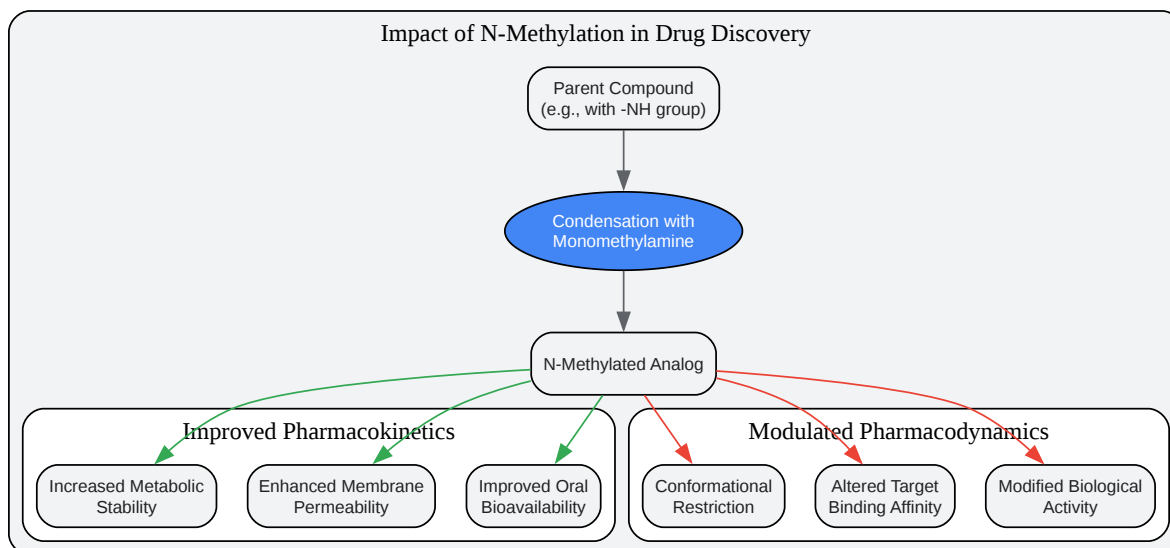 Impact of N-Methylation in Drug Discovery
Parent Compound
(e.g., with -NH group)
Condensation with
Monomethylamine
N-Methylated Analog
Improved Pharmacokinetics
Increased Metabolic
Stability
Enhanced Membrane
Permeability
Improved Oral
Bioavailability
Modulated Pharmacodynamics
Conformational
Restriction
Altered Target
Binding Affinity
Modified Biological
Activity